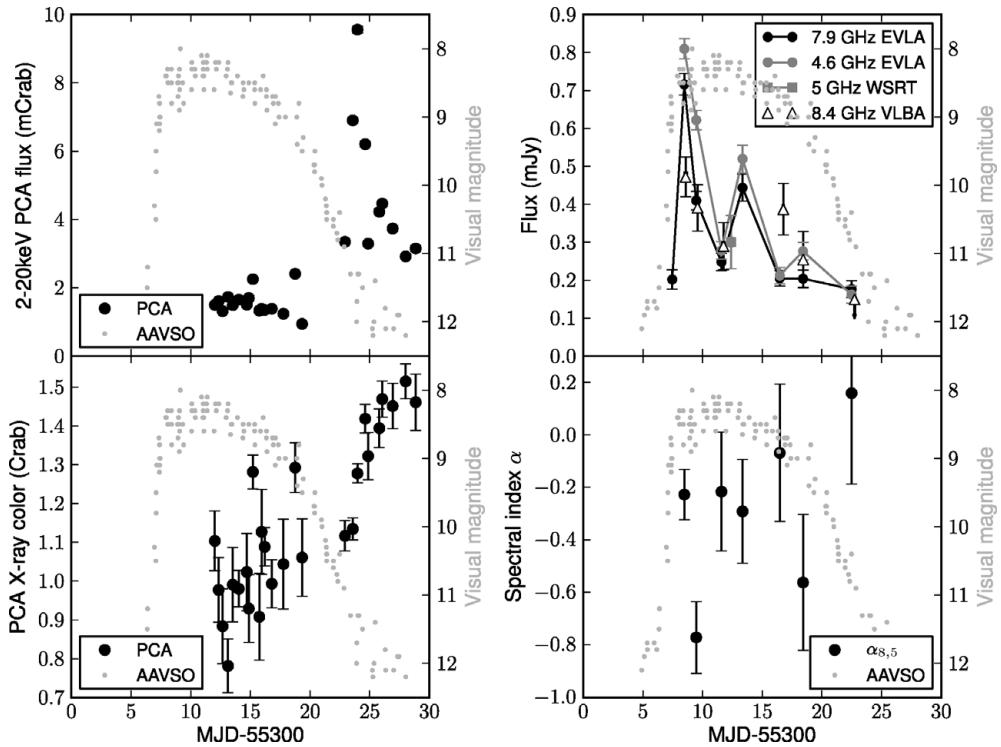 2-20keV PCA flux (mCrab)
10
8
6
4
2
0
8
9
10
11
12
Visual magnitude
PCA
AAVSO
Flux (mJy)
0.9
0.8
0.7
0.6
0.5
0.4
0.3
0.2
0.1
0.0
8
9
10
11
12
Visual magnitude
7.9 GHz EVLA
4.6 GHz EVLA
5 GHz WSRT
8.4 GHz VLBA
PCA X-ray color (Crab)
1.5
1.4
1.3
1.2
1.1
1.0
0.9
0.8
0.7
8
9
10
11
12
Visual magnitude
PCA
AAVSO
0 5 10 15 20 25 30
MJD-55300
Spectral index α
0.2
0.0
−0.2
−0.4
−0.6
−0.8
−1.0
8
9
10
11
12
Visual magnitude
α8,5
AAVSO
0 5 10 15 20 25 30
MJD-55300